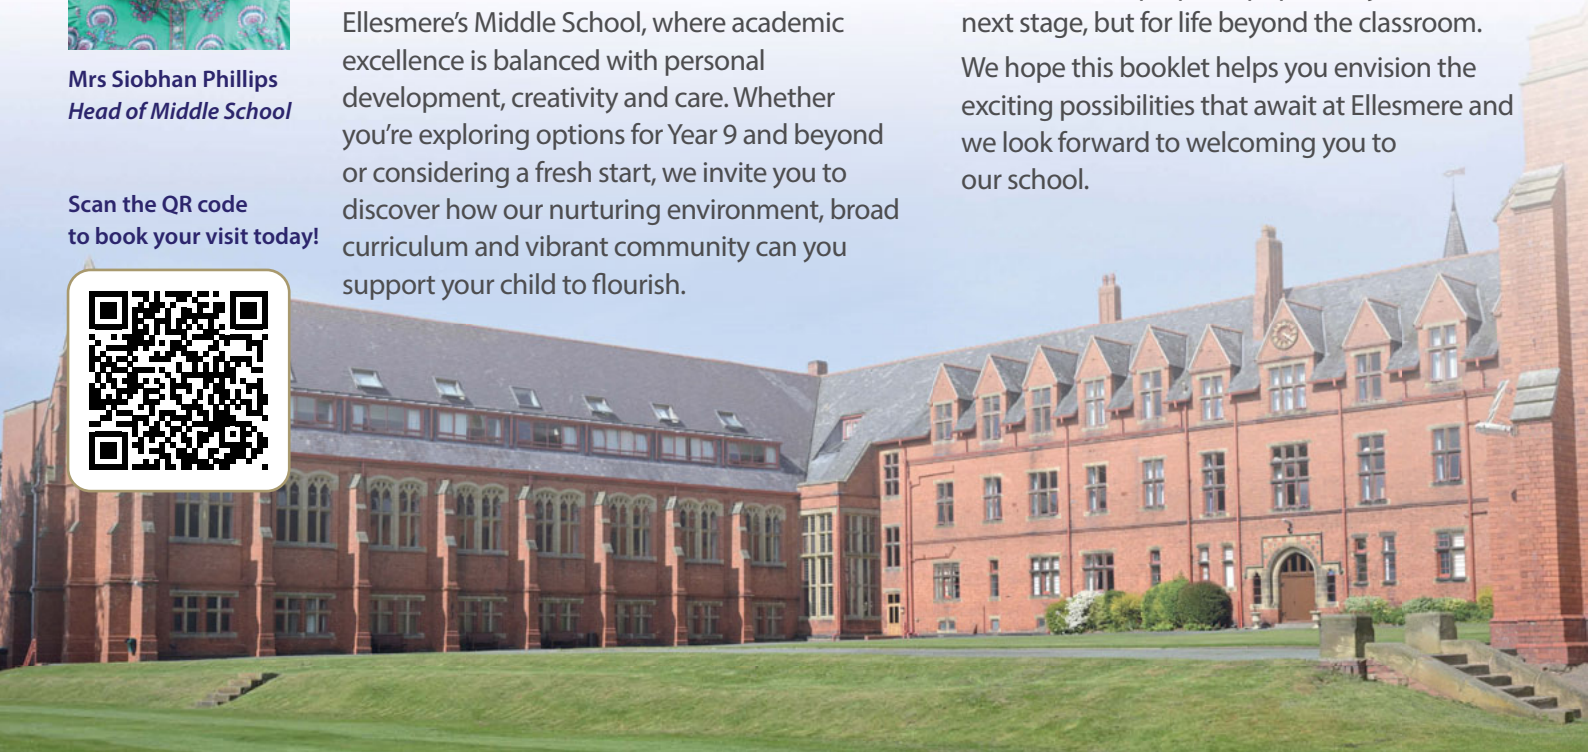 Mrs Siobhan Phillips
Head of Middle School
Scan the QR code
to book your visit today!
Ellesmere’s Middle School, where academic
excellence is balanced with personal
development, creativity and care. Whether
you’re exploring options for Year 9 and beyond
or considering a fresh start, we invite you to
discover how our nurturing environment, broad
curriculum and vibrant community can you
support your child to flourish.
next stage, but for life beyond the classroom.
We hope this booklet helps you envision the
exciting possibilities that await at Ellesmere and
we look forward to welcoming you to
our school.